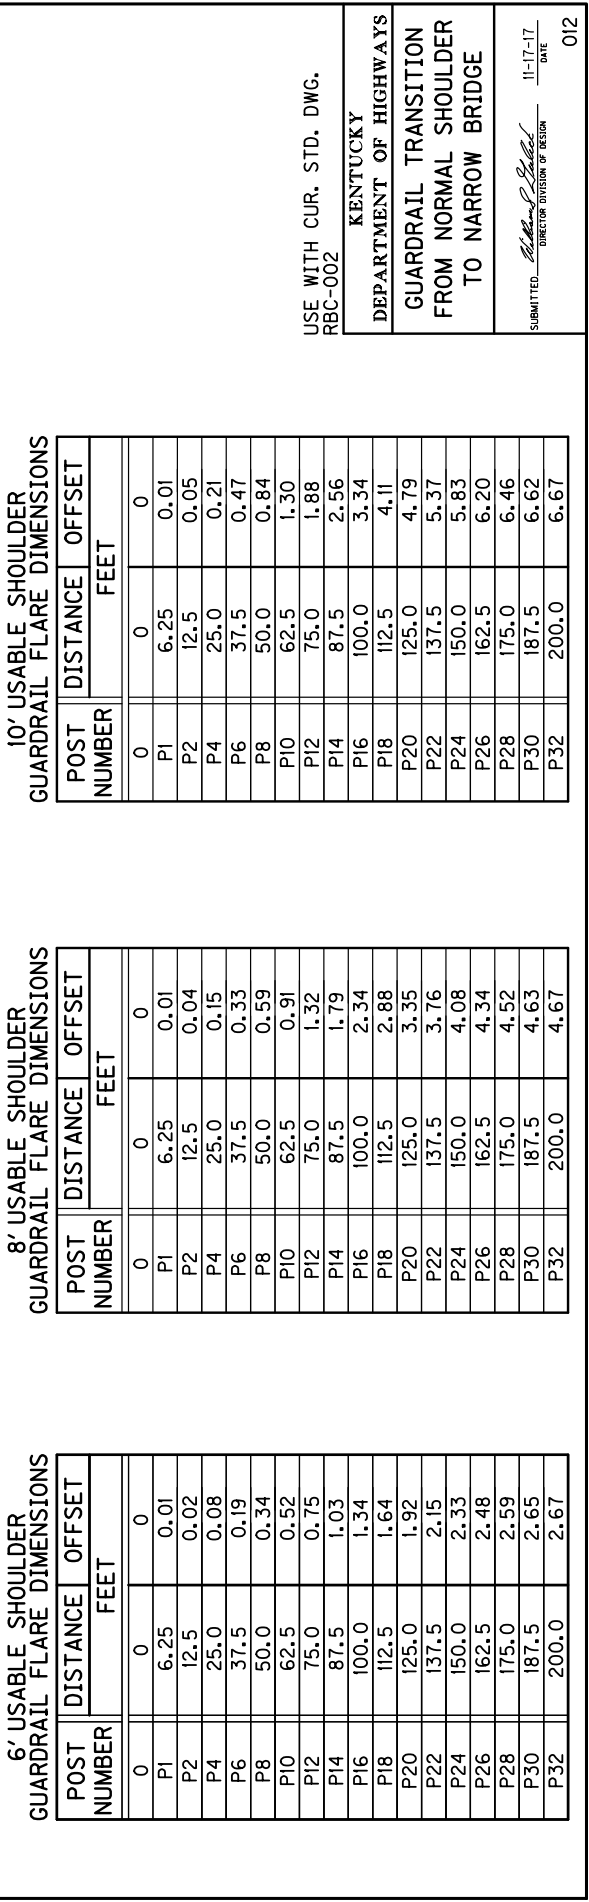 6' USABLE SHOULDER
GUARDRAIL FLARE DIMENSIONS
POST NUMBER DISTANCE OFFSET
FEET
0 0 0
P1 6.25 0.01
P2 12.5 0.02
P4 25.0 0.08
P6 37.5 0.19
P8 50.0 0.34
P10 62.5 0.52
P12 75.0 0.75
P14 87.5 1.03
P16 100.0 1.34
P18 112.5 1.64
P20 125.0 1.92
P22 137.5 2.15
P24 150.0 2.33
P26 162.5 2.48
P28 175.0 2.59
P30 187.5 2.65
P32 200.0 2.67
8' USABLE SHOULDER
GUARDRAIL FLARE DIMENSIONS
POST NUMBER DISTANCE OFFSET
FEET
0 0 0
P1 6.25 0.01
P2 12.5 0.04
P4 25.0 0.15
P6 37.5 0.33
P8 50.0 0.59
P10 62.5 0.91
P12 75.0 1.32
P14 87.5 1.79
P16 100.0 2.34
P18 112.5 2.88
P20 125.0 3.35
P22 137.5 3.76
P24 150.0 4.08
P26 162.5 4.34
P28 175.0 4.52
P30 187.5 4.63
P32 200.0 4.67
10' USABLE SHOULDER
GUARDRAIL FLARE DIMENSIONS
POST NUMBER DISTANCE OFFSET
FEET
0 0 0
P1 6.25 0.01
P2 12.5 0.05
P4 25.0 0.21
P6 37.5 0.47
P8 50.0 0.84
P10 62.5 1.30
P12 75.0 1.88
P14 87.5 2.56
P16 100.0 3.34
P18 112.5 4.11
P20 125.0 4.79
P22 137.5 5.37
P24 150.0 5.83
P26 162.5 6.20
P28 175.0 6.46
P30 187.5 6.62
P32 200.0 6.67
USE WITH CUR. STD. DWG.
RBC-002
KENTUCKY
DEPARTMENT OF HIGHWAYS
GUARDRAIL TRANSITION
FROM NORMAL SHOULDER
TO NARROW BRIDGE
SUBMITTED 11-17-17
DIRECTOR DIVISION OF DESIGN DATE
012